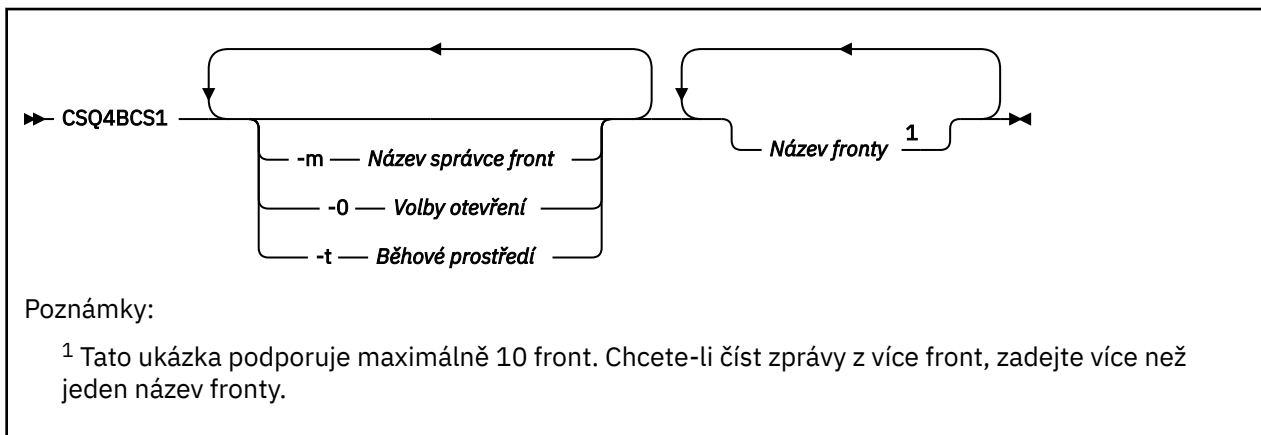 CSQ4BCS1
-m Název správce front
-0 Volby otevření
-t Běhové prostředí
Název fronty 1
Poznámky:
1 Tato ukázka podporuje maximálně 10 front. Chcete-li číst zprávy z více front, zadejte více než
jeden název fronty.